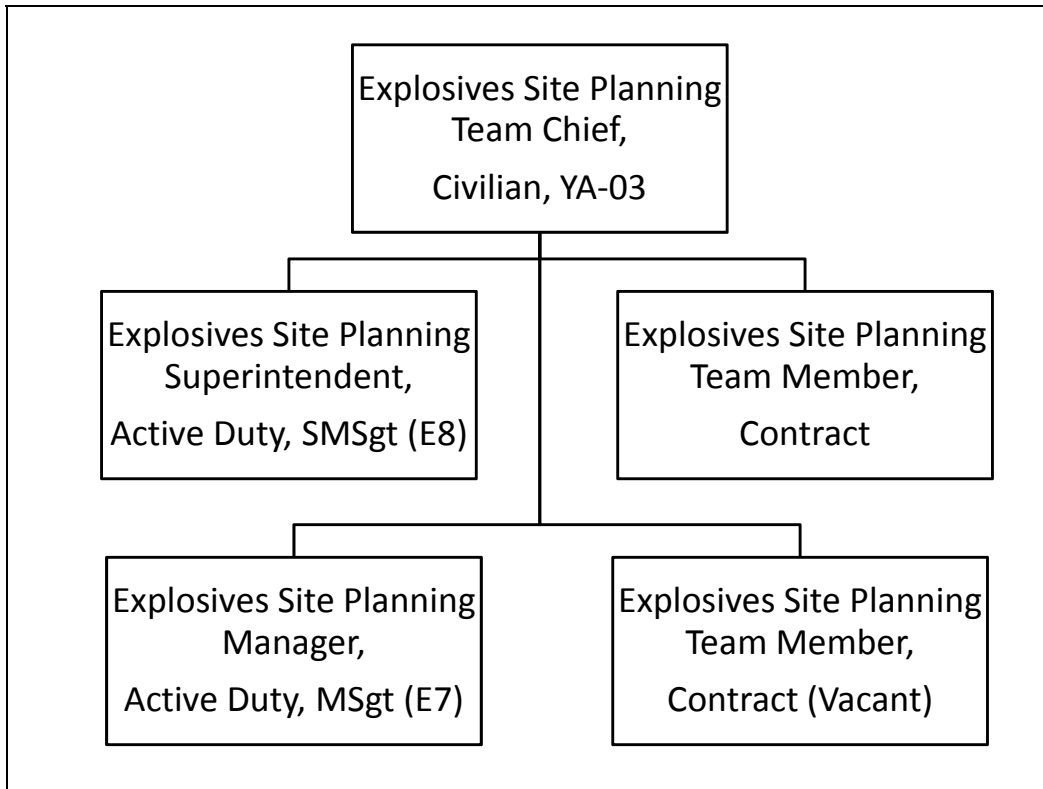 Explosives Site Planning
Team Chief,
Civilian, YA-03
Explosives Site Planning
Superintendent,
Active Duty, SMSgt (E8)
Explosives Site Planning
Team Member,
Contract
Explosives Site Planning
Manager,
Active Duty, MSgt (E7)
Explosives Site Planning
Team Member,
Contract (Vacant)